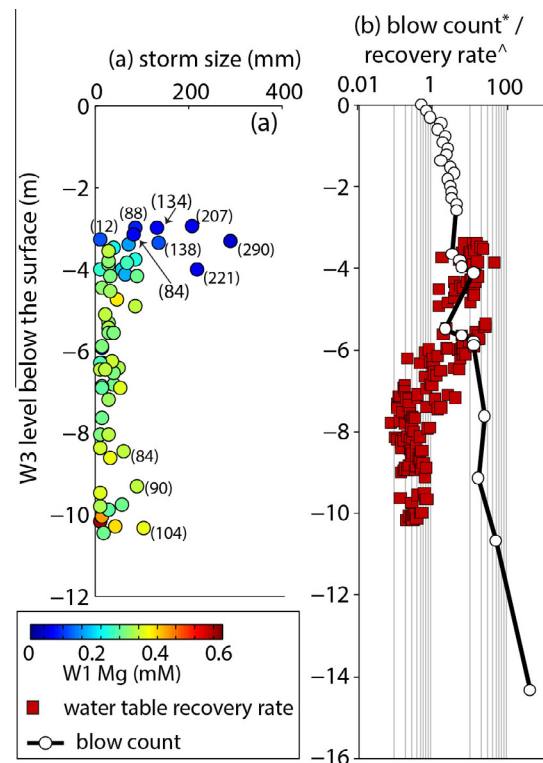 (b) blow count* /
recovery rate^
(a) storm size (mm)
0.01 1 100
0 200 400
0
(a)
0
−2
−2
(134)
(207)
(88)
(12)
(138)
(290)
(84)
(221)
−4
−4
W3 level below the surface (m)
−6
−6
−8
−8
(84)
(90)
−10
−10
(104)
−12
−12
0 0.2 0.4 0.6
W1 Mg (mM)
water table recovery rate
blow count
−14
−16